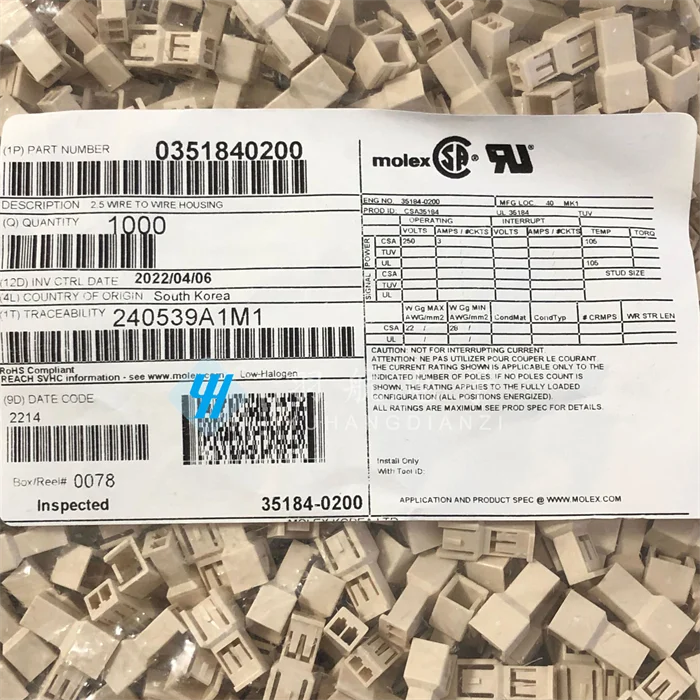 (1P) PART NUMBER 0351840200
DESCRIPTION 2.5 WIRE TO WIRE HOUSING
(Q) QUANTITY 1000
(12D) INV CTRL DATE 2022/04/06
(4L) COUNTRY OF ORIGIN South Korea
(1T) TRACEABILITY 240539A1M1
RoHS Compliant
REACH SVHC information - see www.molex.com Low-Halogen
(9D) DATE CODE
2214
Box/Reel# 0078
Inspected 35184-0200
MOLEX KOREA LTD
molex SA® RU
ENG NO 35184-0200 MFG LOC. 40 MK1
PROD ID. CSA35184 UL 35184 TUV
OPERATING INTERRUPT
VOLTS AMPS / #CKTS VOLTS AMPS / #CKTS TEMP TORQ
POWER CSA 250 3 105
TUV
UL 105
SIGNAL CSA STUD SIZE
TUV
UL
W Gg MAX W Gg MIN
AWG/mm2 AWG/mm2 CondMat CondTyp # CRMPS WR STR LEN
CSA 22 / 28 /
UL / /
CAUTION: NOT FOR INTERRUPTING CURRENT.
ATTENTION: NE PAS UTILIZE POUR COUPER LE COURANT.
THE CURRENT RATING SHOWN IS APPLICABLE ONLY TO THE
INDICATED NUMBER OF POLES. IF NO POLES COUNT IS
SHOWN, THE RATING APPLIES TO THE FULLY LOADED
CONFIGURATION (ALL POSITIONS ENERGIZED).
ALL RATINGS ARE MAXIMUM SEE PROD SPEC FOR DETAILS.
Install Only
With Tool ID:
APPLICATION AND PRODUCT SPEC @ WWW.MOLEX.COM
YUHANGDIANZI